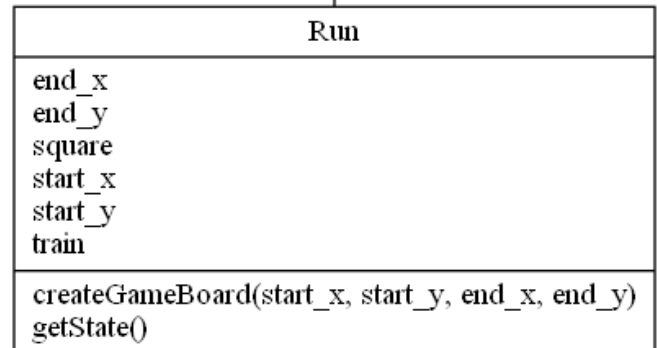 Run
end_x
end_y
square
start_x
start_y
train
createGameBoard(start_x, start_y, end_x, end_y)
getState()